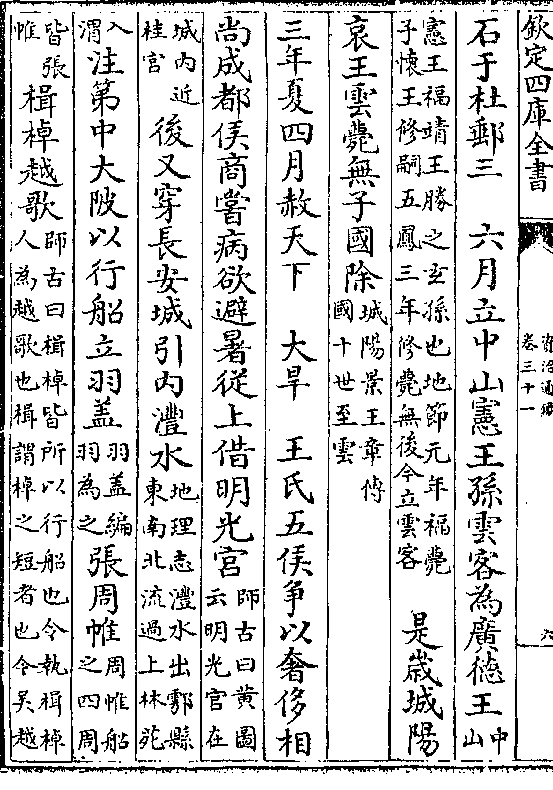 欽定四庫全書
資治通鑑
卷三十一
六
石于杜郵三　六月立中山憲王孫雲客為廣德王中山
憲王福靖王勝之玄孫也地節元年福薨
子懷王修嗣五鳳三年修薨無後今立雲客
是歲城陽
哀王雲薨無子國除城陽景王章傳
國十世至雲
三年夏四月赦天下　大旱　王氏五侯爭以奢侈相
尚成都侯商嘗病欲避暑從上借明光宮師古曰黃圖
云明光宮在
城內近
桂宮
後又穿長安城引內灃水地理志灃水出鄠縣
東南北流過上林苑
入
渭
注第中大陂以行船立羽蓋羽蓋編
羽為之
張周帷周帷船
之四周
皆張
帷
楫棹越歌師古曰楫棹皆所以行船也令執楫棹
人為越歌也楫謂棹之短者也令吳越